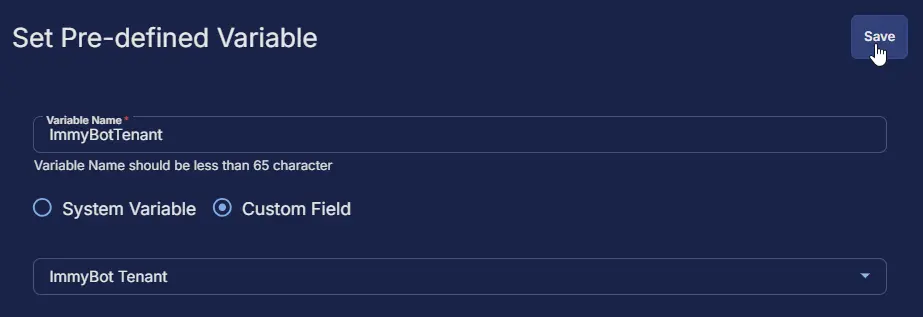 Set Pre-defined Variable
Save
Variable Name *
ImmyBotTenant
Variable Name should be less than 65 character
System Variable
Custom Field
ImmyBot Tenant